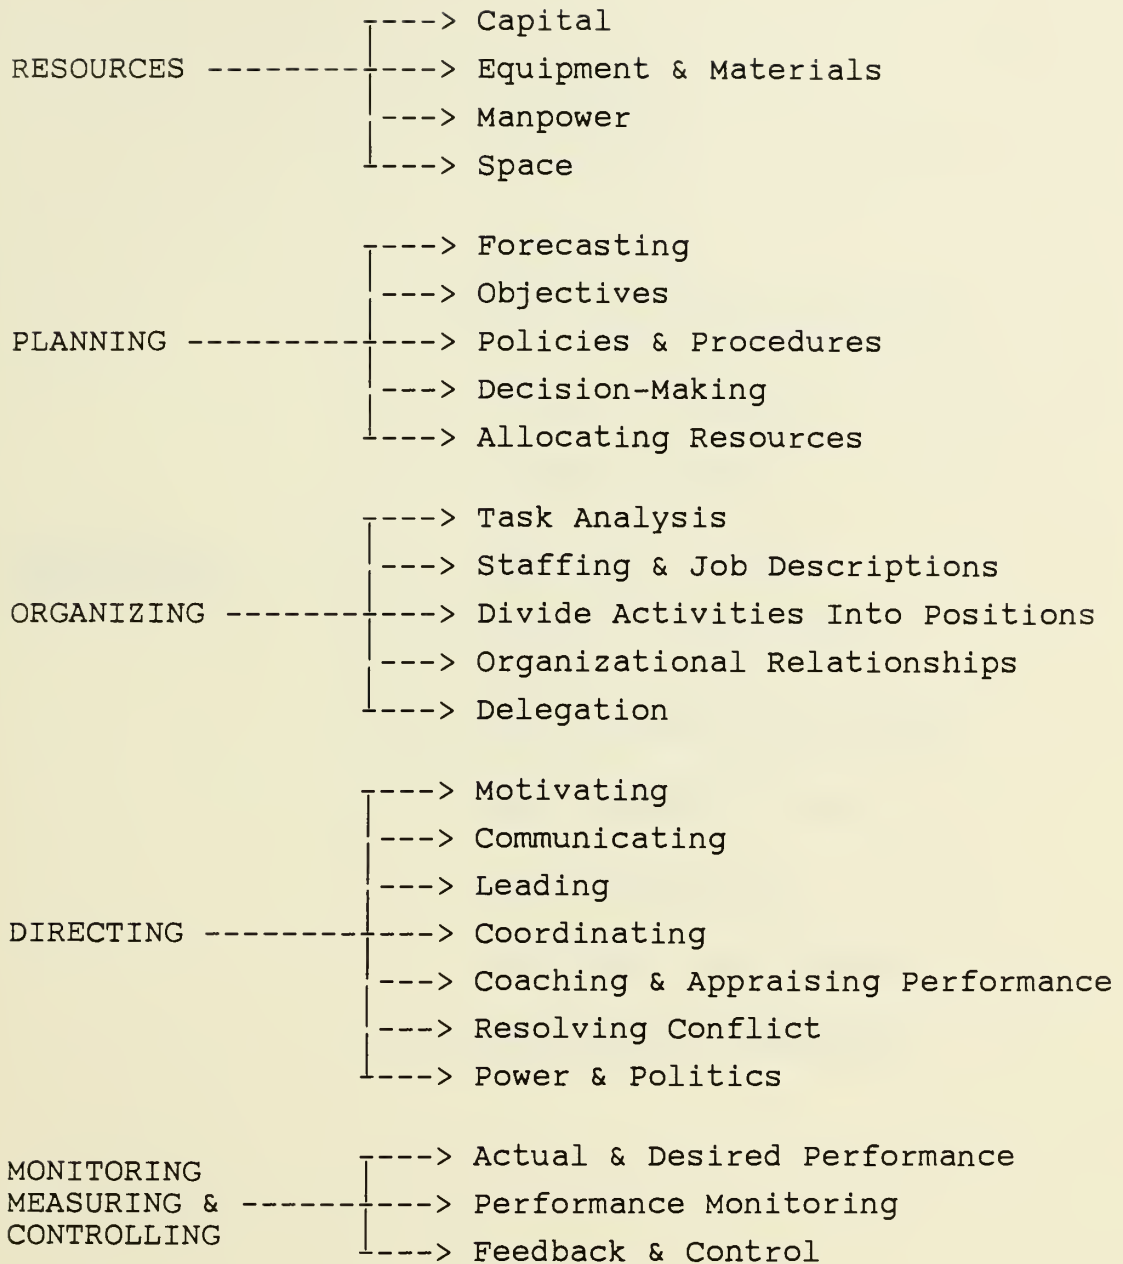 ----> Capital
RESOURCES ------------> Equipment & Materials
---> Manpower
----> Space
----> Forecasting
---> Objectives
PLANNING -------------> Policies & Procedures
---> Decision-Making
----> Allocating Resources
----> Task Analysis
---> Staffing & Job Descriptions
ORGANIZING -----------> Divide Activities Into Positions
---> Organizational Relationships
----> Delegation
----> Motivating
---> Communicating
---> Leading
DIRECTING ------------> Coordinating
---> Coaching & Appraising Performance
---> Resolving Conflict
----> Power & Politics
MONITORING ----> Actual & Desired Performance
MEASURING & ----------> Performance Monitoring
CONTROLLING ----> Feedback & Control